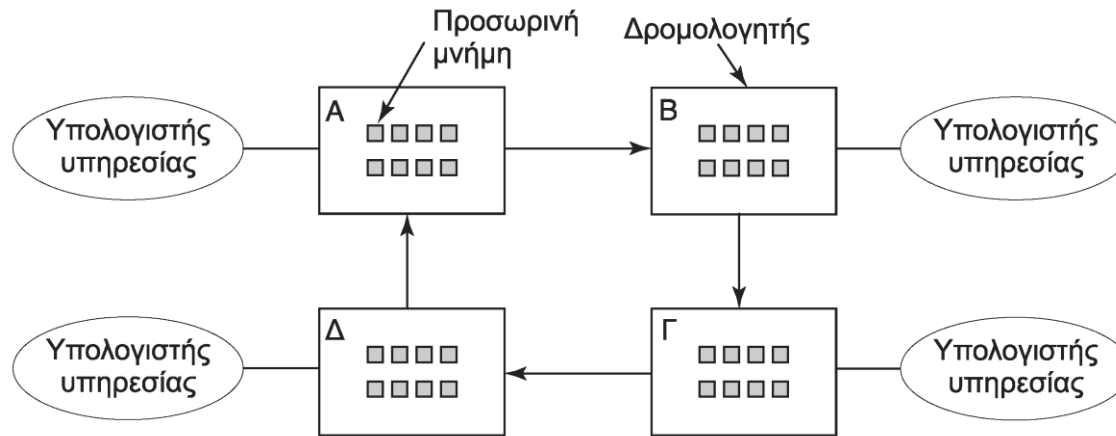 Προσωρινή
μνήμη
Δρομολογητής
Υπολογιστής
υπηρεσίας
Α
Β
Υπολογιστής
υπηρεσίας
Υπολογιστής
υπηρεσίας
Δ
Γ
Υπολογιστής
υπηρεσίας